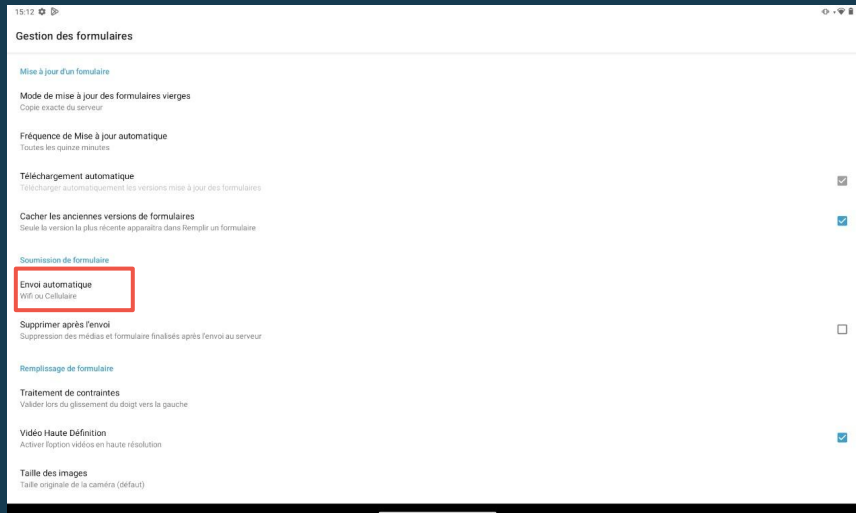 15:12
Gestion des formulaires
Mise à jour d'un fomulaire
Mode de mise à jour des formulaires vierges
Copie exacte du serveur
Fréquence de Mise à jour automatique
Toutes les quinze minutes
Téléchargement automatique
Télécharger automatiquement les versions mise à jour des formulaires
Cacher les anciennes versions de formulaires
Seule la version la plus récente apparaîtra dans Remplir un formulaire
Soumission de formulaire
Envoi automatique
Wifi ou Cellulaire
Supprimer après l'envoi
Suppression des médias et formulaire finalisés après l'envoi au serveur
Remplissage de formulaire
Traitement de contraintes
Valider lors du glissement du doigt vers la gauche
Vidéo Haute Définition
Activer l'option vidéos en haute résolution
Taille des images
Taille originale de la caméra (défaut)